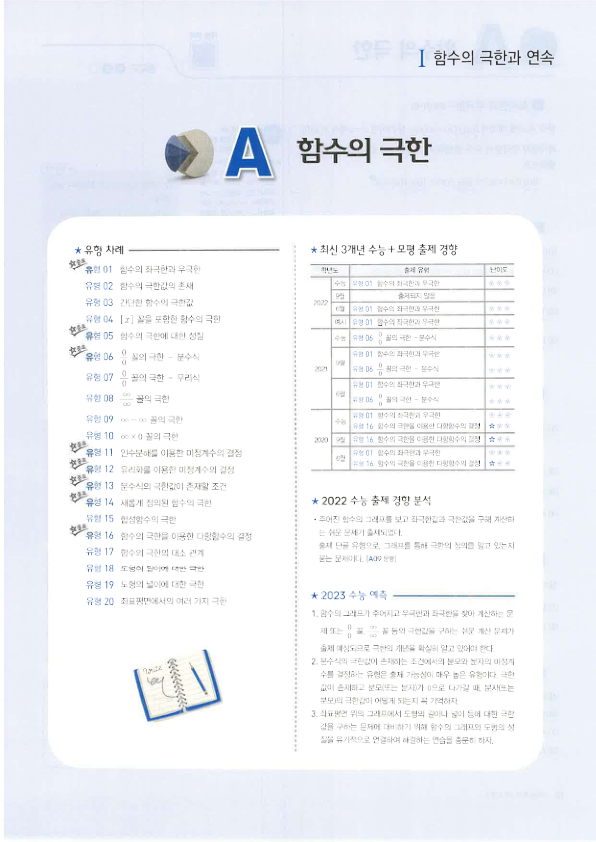 I 함수의 극한과 연속
A 함수의 극한
★ 유형 차례
유형 01 함수의 좌극한과 우극한
유형 02 함수의 극한값의 존재
유형 03 간단한 함수의 극한값
유형 04 [x] 꼴을 포함한 함수의 극한
유형 05 함수의 극한에 대한 성질
유형 06 0/0 꼴의 극한 - 분수식
유형 07 0/0 꼴의 극한 - 무리식
유형 08 ∞/∞ 꼴의 극한
유형 09 ∞-∞ 꼴의 극한
유형 10 ∞×0 꼴의 극한
유형 11 인수분해를 이용한 미정계수의 결정
유형 12 유리화를 이용한 미정계수의 결정
유형 13 분수식의 극한값이 존재할 조건
유형 14 새롭게 정의된 함수의 극한
유형 15 합성함수의 극한
유형 16 함수의 극한을 이용한 다항함수의 결정
유형 17 함수의 극한의 대소 관계
유형 18 도형의 길이에 대한 극한
유형 19 도형의 넓이에 대한 극한
유형 20 좌표평면에서의 여러 가지 극한
★ 최신 3개년 수능+모평 출제 경향
학년도 출제 유형 난이도
2022
수능 유형 01 함수의 좌극한과 우극한 ★★★
9월 출제되지 않음
6월 유형 01 함수의 좌극한과 우극한 ★★★
예시 유형 01 함수의 좌극한과 우극한 ★★★
2021
수능 유형 06 0/0 꼴의 극한 - 분수식 ★★★
9월 유형 01 함수의 좌극한과 우극한 ★★★
유형 06 0/0 꼴의 극한 - 분수식 ★★★
6월 유형 01 함수의 좌극한과 우극한 ★★★
유형 06 0/0 꼴의 극한 - 분수식 ★★★
2020
수능 유형 01 함수의 좌극한과 우극한 ★★★
유형 16 함수의 극한을 이용한 다항함수의 결정 ★★★
9월 유형 16 함수의 극한을 이용한 다항함수의 결정 ★★★
6월 유형 01 함수의 좌극한과 우극한 ★★★
유형 16 함수의 극한을 이용한 다항함수의 결정 ★★★
★ 2022 수능 출제 경향 분석
• 주어진 함수의 그래프를 보고 좌극한값과 극한값을 구해 계산하
는 쉬운 문제가 출제되었다.
출제 단골 유형으로, 그래프를 통해 극한의 정의를 알고 있는지
묻는 문제이다. [A09 문항]
★ 2023 수능 예측
1. 함수의 그래프가 주어지고 우극한과 좌극한을 찾아 계산하는 문
제 또는 0/0 꼴, ∞/∞ 꼴 등의 극한값을 구하는 쉬운 계산 문제가
출제 예상되므로 극한의 개념을 확실히 알고 있어야 한다.
2. 분수식의 극한값이 존재하는 조건에서의 분모와 분자의 미정계
수를 결정하는 유형은 출제 가능성이 매우 높은 유형이다. 극한
값이 존재하고 분모(또는 분자)가 0으로 다가갈 때, 분자(또는
분모)의 극한값이 어떻게 되는지 꼭 기억하자.
3. 좌표평면 위의 그래프에서 도형의 길이나 넓이 등에 대한 극한
값을 구하는 문제에 대비하기 위해 함수의 그래프와 도형의 성
질을 유기적으로 연결하여 해결하는 연습을 충분히 하자.